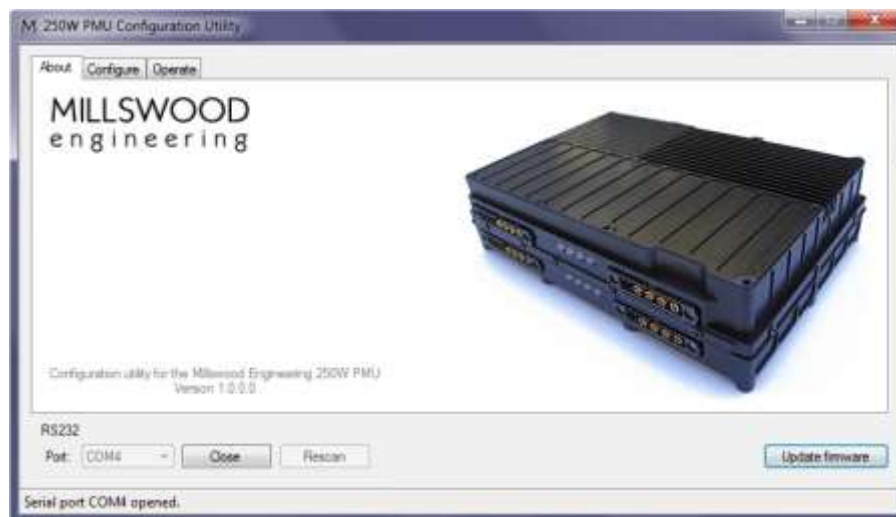 M 250W PMU Configuration Utility
About Configure Operate
MILLSWOOD
engineering
Configuration utility for the Millswood Engineering 250W PMU
Version 1.0.0.0
RS232
Port: COM4 Close Rescan Update firmware
Serial port COM4 opened.